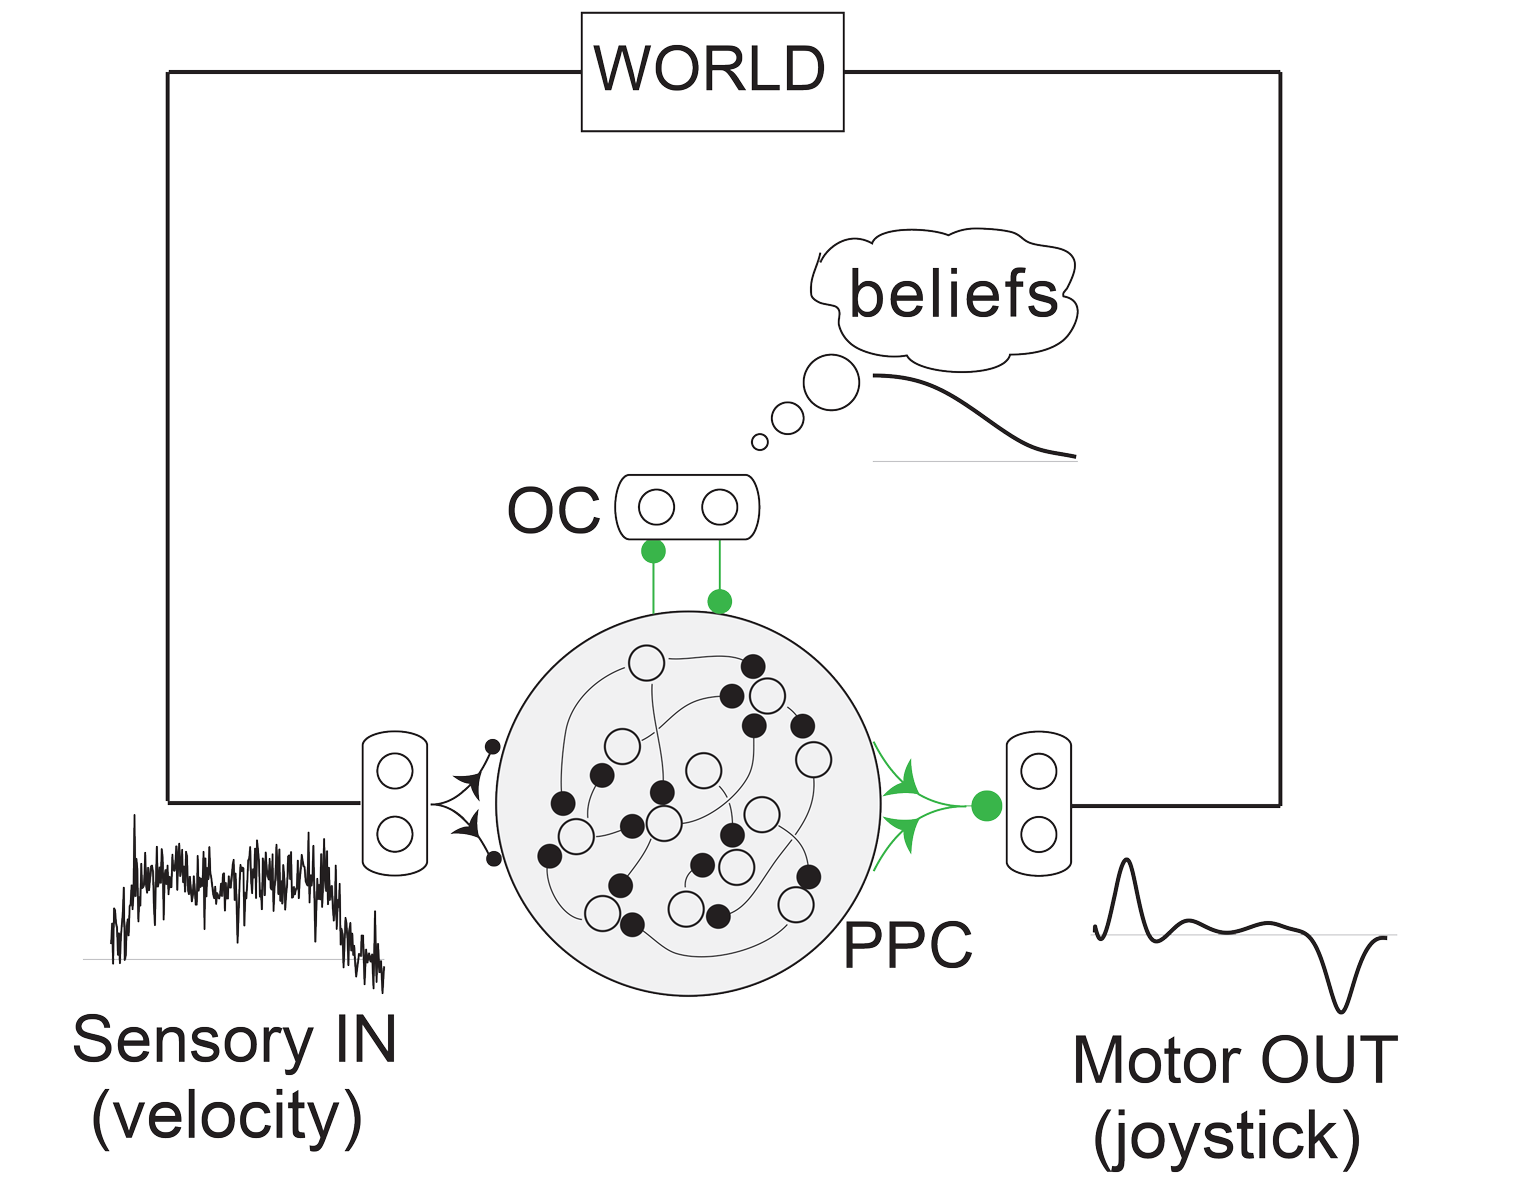 WORLD
beliefs
OC
PPC
Sensory IN
(velocity)
Motor OUT
(joystick)